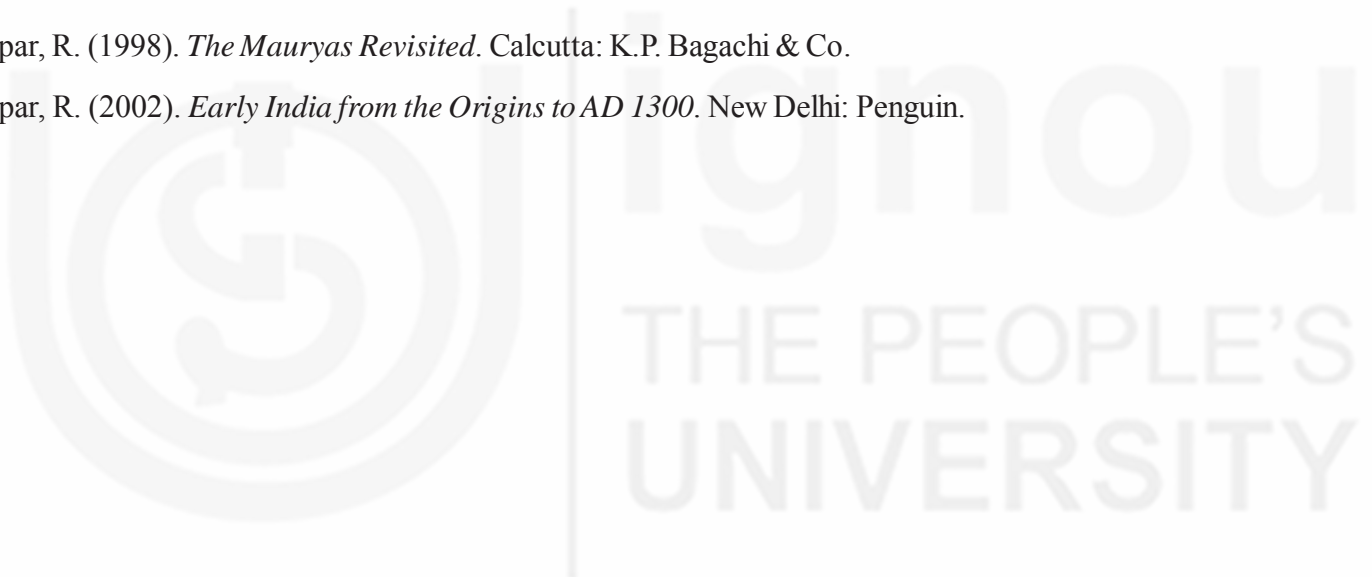 par, R. (1998). The Mauryas Revisited. Calcutta: K.P. Bagachi & Co.
par, R. (2002). Early India from the Origins to AD 1300. New Delhi: Penguin.
ignou
THE PEOPLE'S
UNIVERSITY